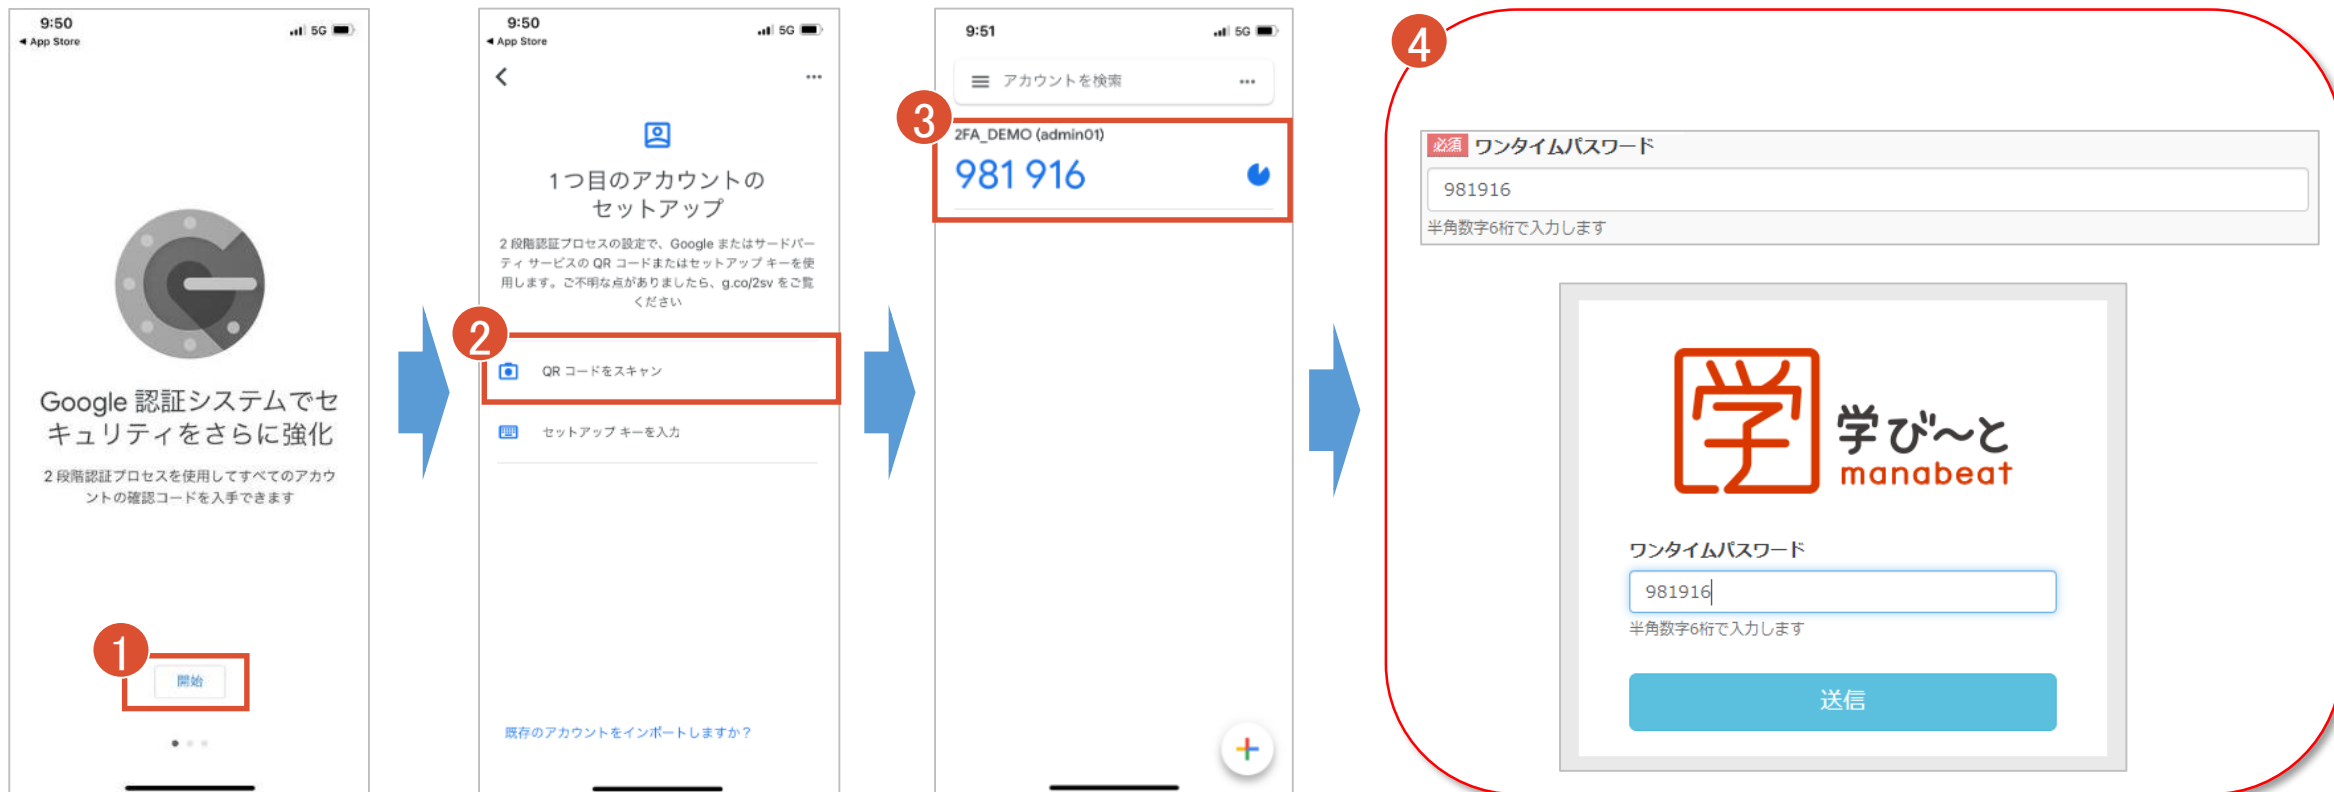 9:50
◀ App Store
5G
Google 認証システムでセ
キュリティをさらに強化
2 段階認証プロセスを使用してすべてのアカウ
ントの確認コードを入手できます
1
開始
9:50
◀ App Store
5G
1つ目のアカウントの
セットアップ
2 段階認証プロセスの設定で、Google またはサードパー
ティ サービスの QR コードまたはセットアップ キーを使
用します。ご不明な点がありましたら、g.co/2sv をご覧
ください
2
QR コードをスキャン
セットアップ キーを入力
既存のアカウントをインポートしますか？
9:51
5G
アカウントを検索
3
2FA_DEMO (admin01)
981 916
4
必須 ワンタイムパスワード
981916
半角数字6桁で入力します
学
学び〜と
manabeat
ワンタイムパスワード
981916
半角数字6桁で入力します
送信